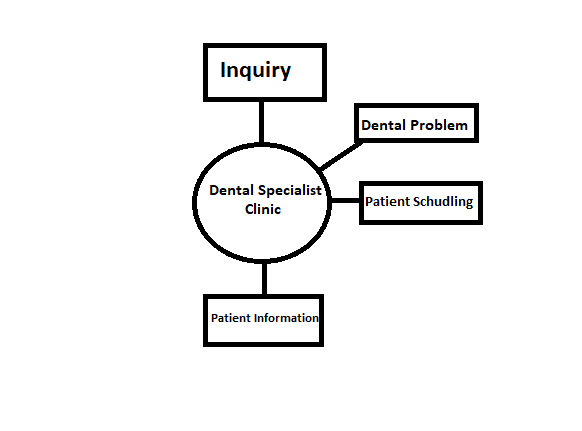 Inquiry
Dental Problem
Dental Specialist
Clinic
Patient Schudling
Patient Information